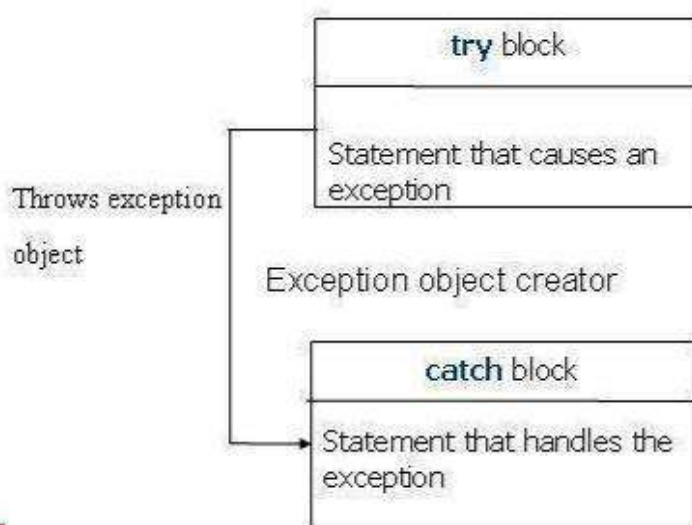 try block
Statement that causes an
exception
Throws exception
object
Exception object creator
catch block
Statement that handles the
exception